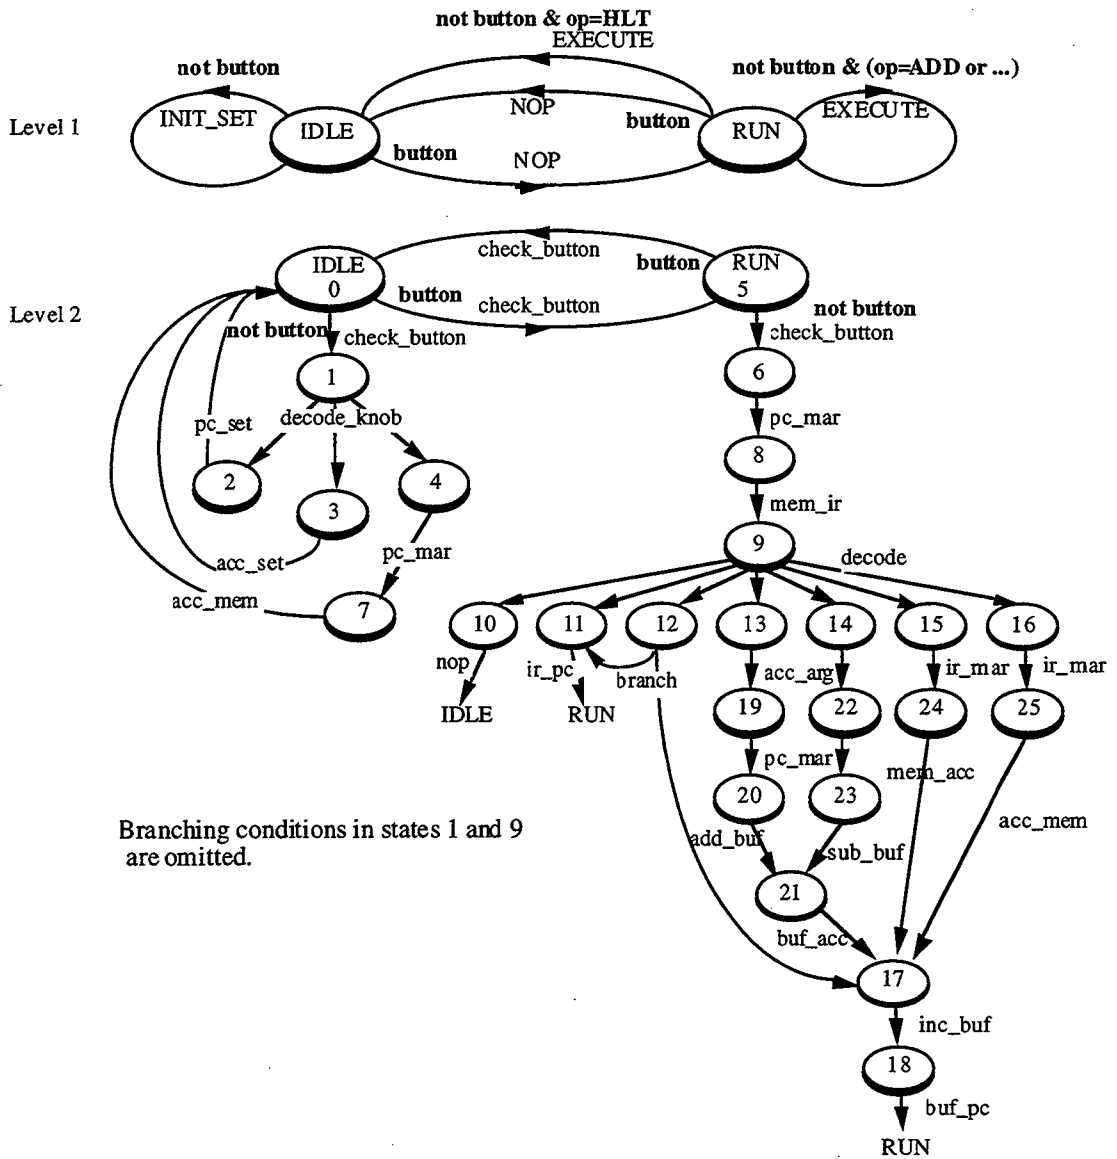 not button & op=HLT
EXECUTE
not button
not button & (op=ADD or ...)
INIT_SET
NOP
EXECUTE
Level 1
IDLE
button
RUN
button
NOP
check_button
IDLE
0
button
RUN
5
Level 2
button
check_button
not button
not button
check_button
check_button
1
6
pc_set
decode_knob
pc_mar
2
4
8
3
mem_ir
acc_set
pc_mar
9
decode
acc_mem
7
10
11
12
13
14
15
16
nop
ir_pc
branch
acc_arg
ir_mar
ir_mar
IDLE
RUN
19
22
24
25
pc_mar
mem_acc
20
23
acc_mem
Branching conditions in states 1 and 9
are omitted.
add_buf
sub_buf
21
buf_acc
17
inc_buf
18
buf_pc
RUN